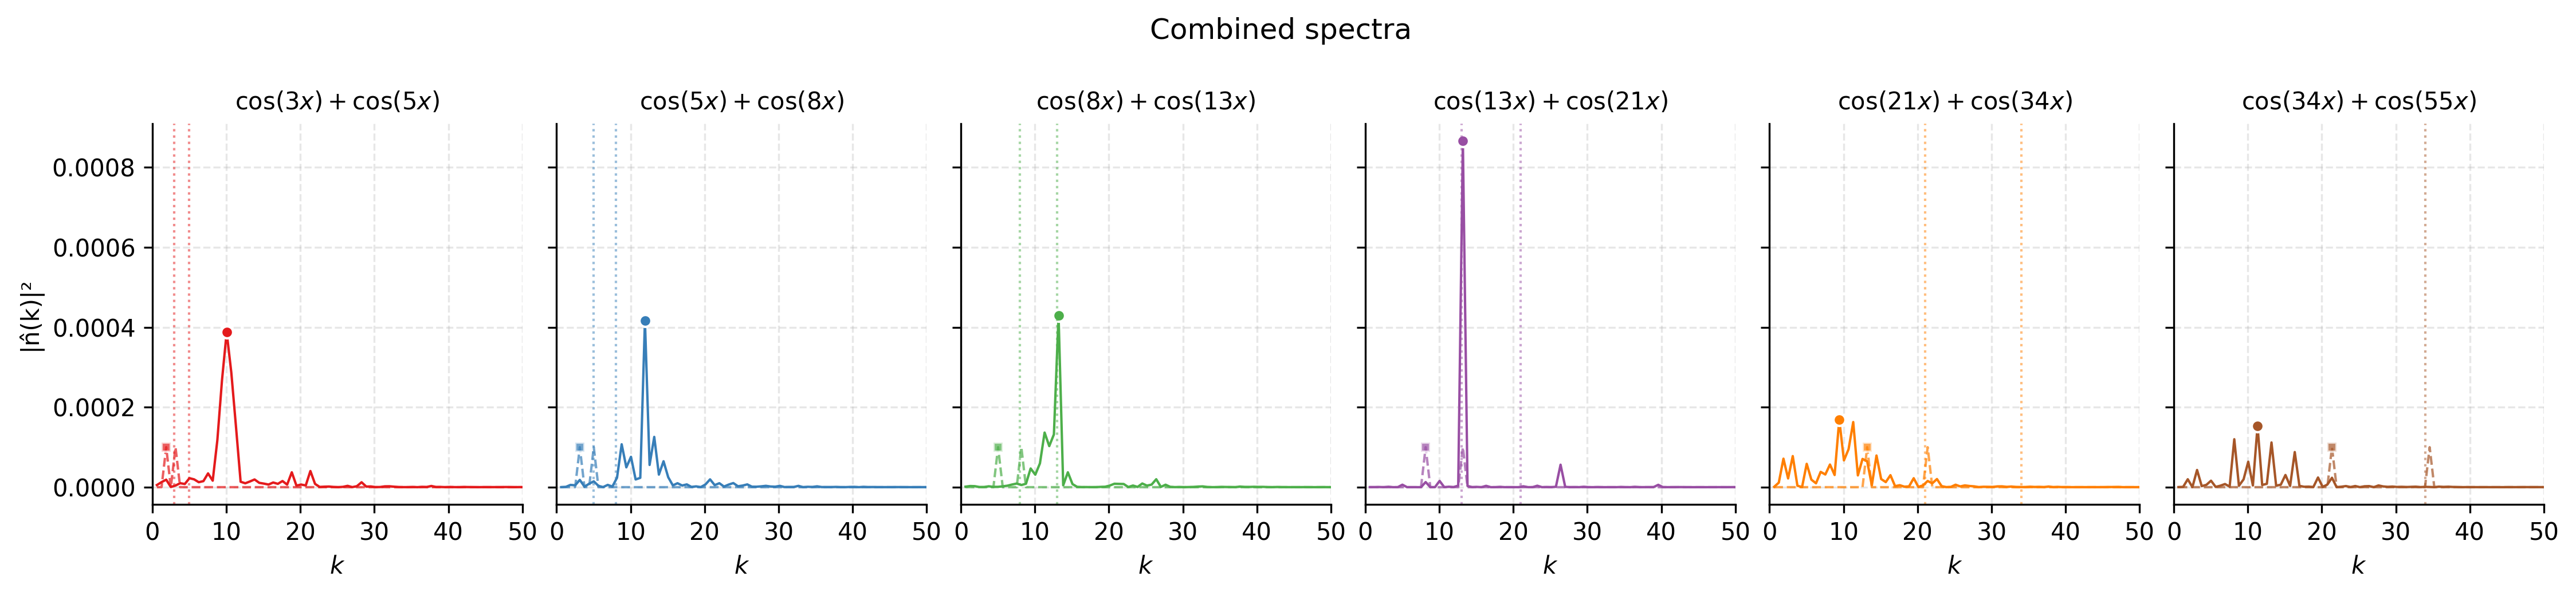 Combined spectra
cos(3x) + cos(5x)
cos(5x) + cos(8x)
cos(8x) + cos(13x)
cos(13x) + cos(21x)
cos(21x) + cos(34x)
cos(34x) + cos(55x)
|n̂(k)|²
0.0008
0.0006
0.0004
0.0002
0.0000
0 10 20 30 40 50
0 10 20 30 40 50
0 10 20 30 40 50
0 10 20 30 40 50
0 10 20 30 40 50
0 10 20 30 40 50
k
k
k
k
k
k